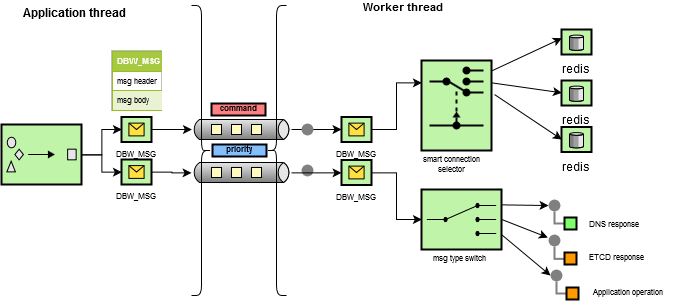 Application thread
Worker thread
DBW_MSG
msg header
msg body
command
priority
DBW_MSG
DBW_MSG
DBW_MSG
DBW_MSG
smart connection
selector
redis
redis
redis
msg type switch
DNS response
ETCD response
Application operation